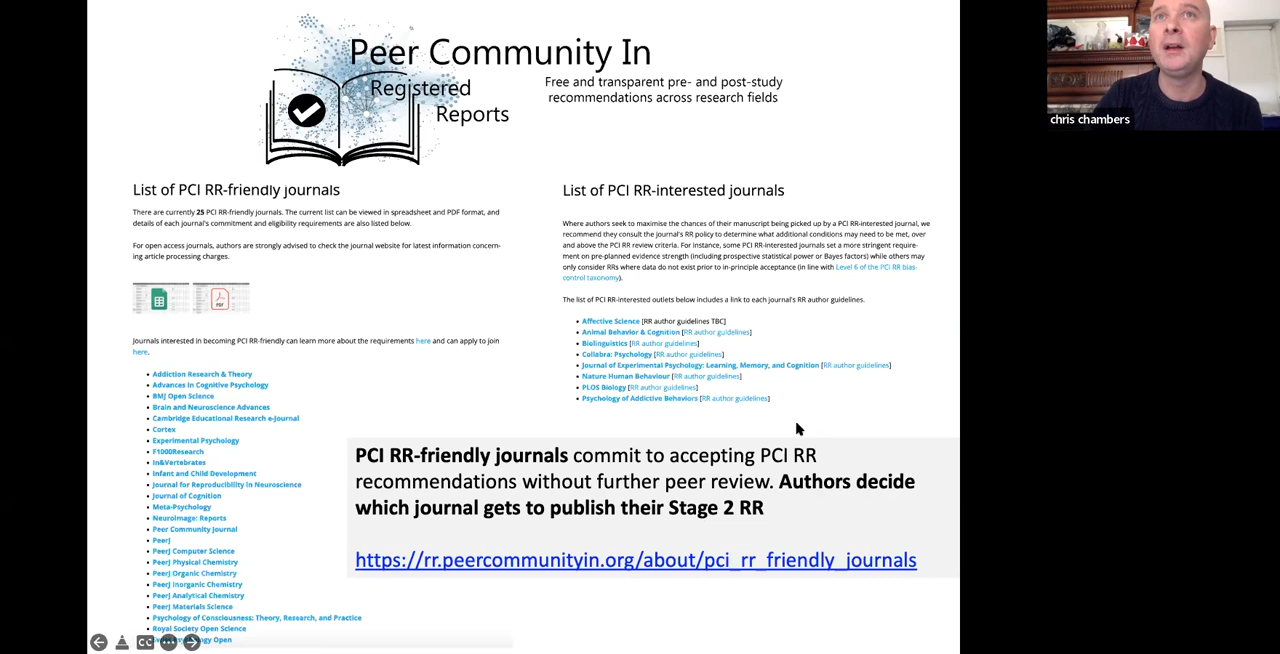 Peer Community In
Registered
Reports
Free and transparent pre- and post-study
recommendations across research fields
chris chambers
List of PCI RR-friendly journals
There are currently 25 PCI RR-friendly journals. The current list can be viewed in spreadsheet and PDF format, and
details of each journal's commitment and eligibility requirements are also listed below.
For open access journals, authors are strongly advised to check the journal website for latest information concern-
ing article processing charges.
PDF
Journals interested in becoming PCI RR-friendly can learn more about the requirements here and can apply to join
here.
Addiction Research & Theory
Advances in Cognitive Psychology
BMJ Open Science
Brain and Neuroscience Advances
Cambridge Educational Research e-Journal
Cortex
Experimental Psychology
F1000Research
In&Vertebrates
Infant and Child Development
Journal for Reproducibility in Neuroscience
Journal of Cognition
Meta-Psychology
NeuroImage: Reports
Peer Community Journal
PeerJ
PeerJ Computer Science
PeerJ Physical Chemistry
PeerJ Organic Chemistry
PeerJ Inorganic Chemistry
PeerJ Analytical Chemistry
PeerJ Materials Science
Psychology of Consciousness: Theory, Research, and Practice
Royal Society Open Science
Open
CC
List of PCI RR-interested journals
Where authors seek to maximise the chances of their manuscript being picked up by a PCI RR-interested journal, we
recommend they consult the journal's RR policy to determine what additional conditions may need to be met, over
and above the PCI RR review criteria. For instance, some PCI RR-interested journals set a more stringent require-
ment on pre-planned evidence strength (including prospective statistical power or Bayes factors) while others may
only consider RRs where data do not exist prior to in-principle acceptance (in line with Level 6 of the PCI RR bias-
control taxonomy).
The list of PCI RR-interested outlets below includes a link to each journal's RR author guidelines.
Affective Science [RR author guidelines TBC]
Animal Behavior & Cognition [RR author guidelines]
Biolinguistics [RR author guidelines]
Collabra: Psychology [RR author guidelines]
Journal of Experimental Psychology: Learning, Memory, and Cognition [RR author guidelines]
Nature Human Behaviour [RR author guidelines]
PLOS Biology [RR author guidelines]
Psychology of Addictive Behaviors [RR author guidelines]
PCI RR-friendly journals commit to accepting PCI RR
recommendations without further peer review. Authors decide
which journal gets to publish their Stage 2 RR
https://rr.peercommunityin.org/about/pci_rr_friendly_journals